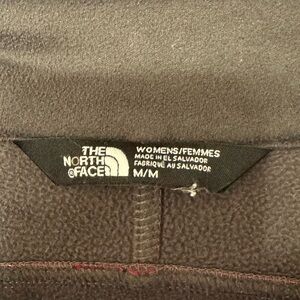 THE
NORTH
FACE
WOMENS/FEMMES
MADE IN EL SALVADOR
FABRIQUÉ AU SALVADOR
M/M